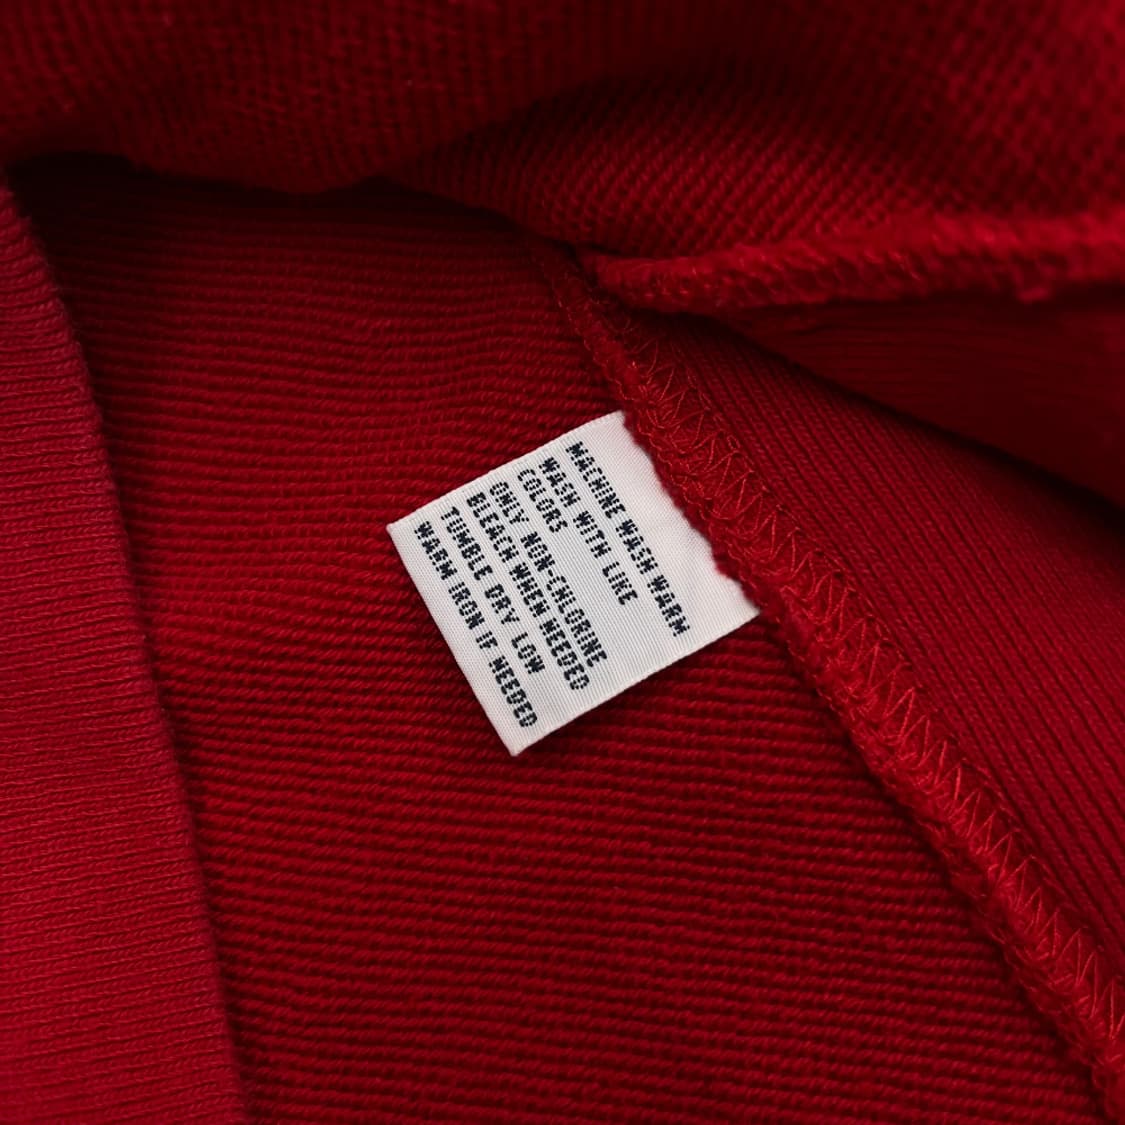 MACHINE WASH WARM
WASH WITH LIKE
COLORS
ONLY NON-CHLORINE
BLEACH WHEN NEEDED
TUMBLE DRY LOW
WARM IRON IF NEEDED